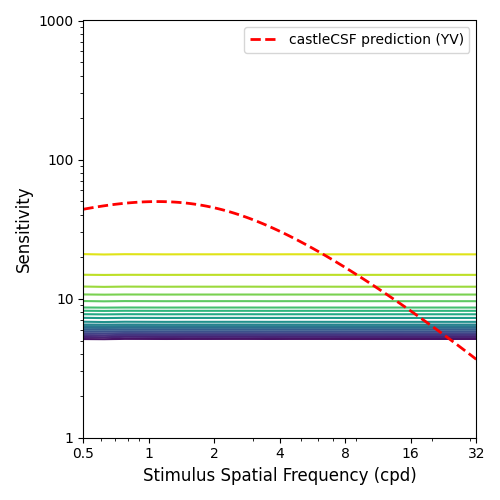 1000
castleCSF prediction (YV)
100
Sensitivity
10
1
0.5 1 2 4 8 16 32
Stimulus Spatial Frequency (cpd)